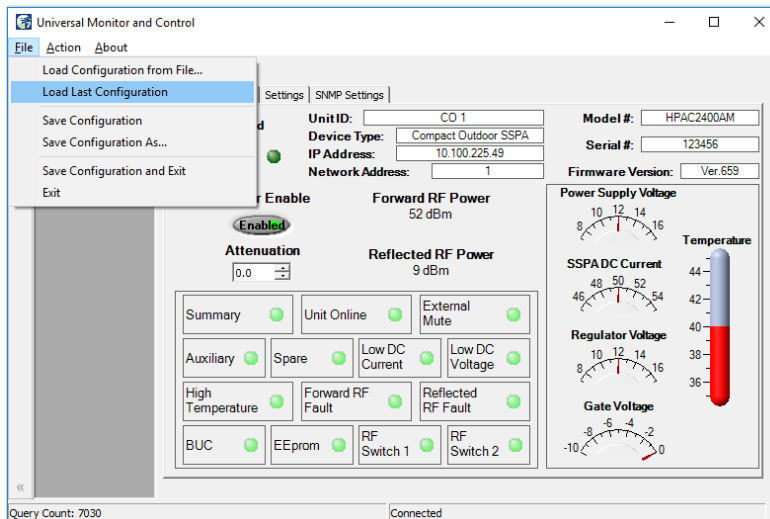 Universal Monitor and Control
File Action About
Load Configuration from File...
Load Last Configuration
Save Configuration
Save Configuration As...
Save Configuration and Exit
Exit
Settings SNMP Settings
Unit ID: CO 1
Device Type: Compact Outdoor SSPA
IP Address: 10.100.225.49
Network Address: 1
Model #: HPAC2400AM
Serial #: 123456
Firmware Version: Ver.659
Enable
Enabled
Attenuation
0.0
Forward RF Power
52 dBm
Reflected RF Power
9 dBm
Summary
Unit Online
External
Mute
Auxiliary
Spare
Low DC
Current
Low DC
Voltage
High
Temperature
Forward RF
Fault
Reflected
RF Fault
BUC
EEprom
RF
Switch 1
RF
Switch 2
Power Supply Voltage
8 10 12 14 16
SSPA DC Current
46 48 50 52 54
Regulator Voltage
8 10 12 14 16
Gate Voltage
-10 -8 -6 -4 -2 0
Temperature
44
42
40
38
36
«
Query Count: 7030
Connected